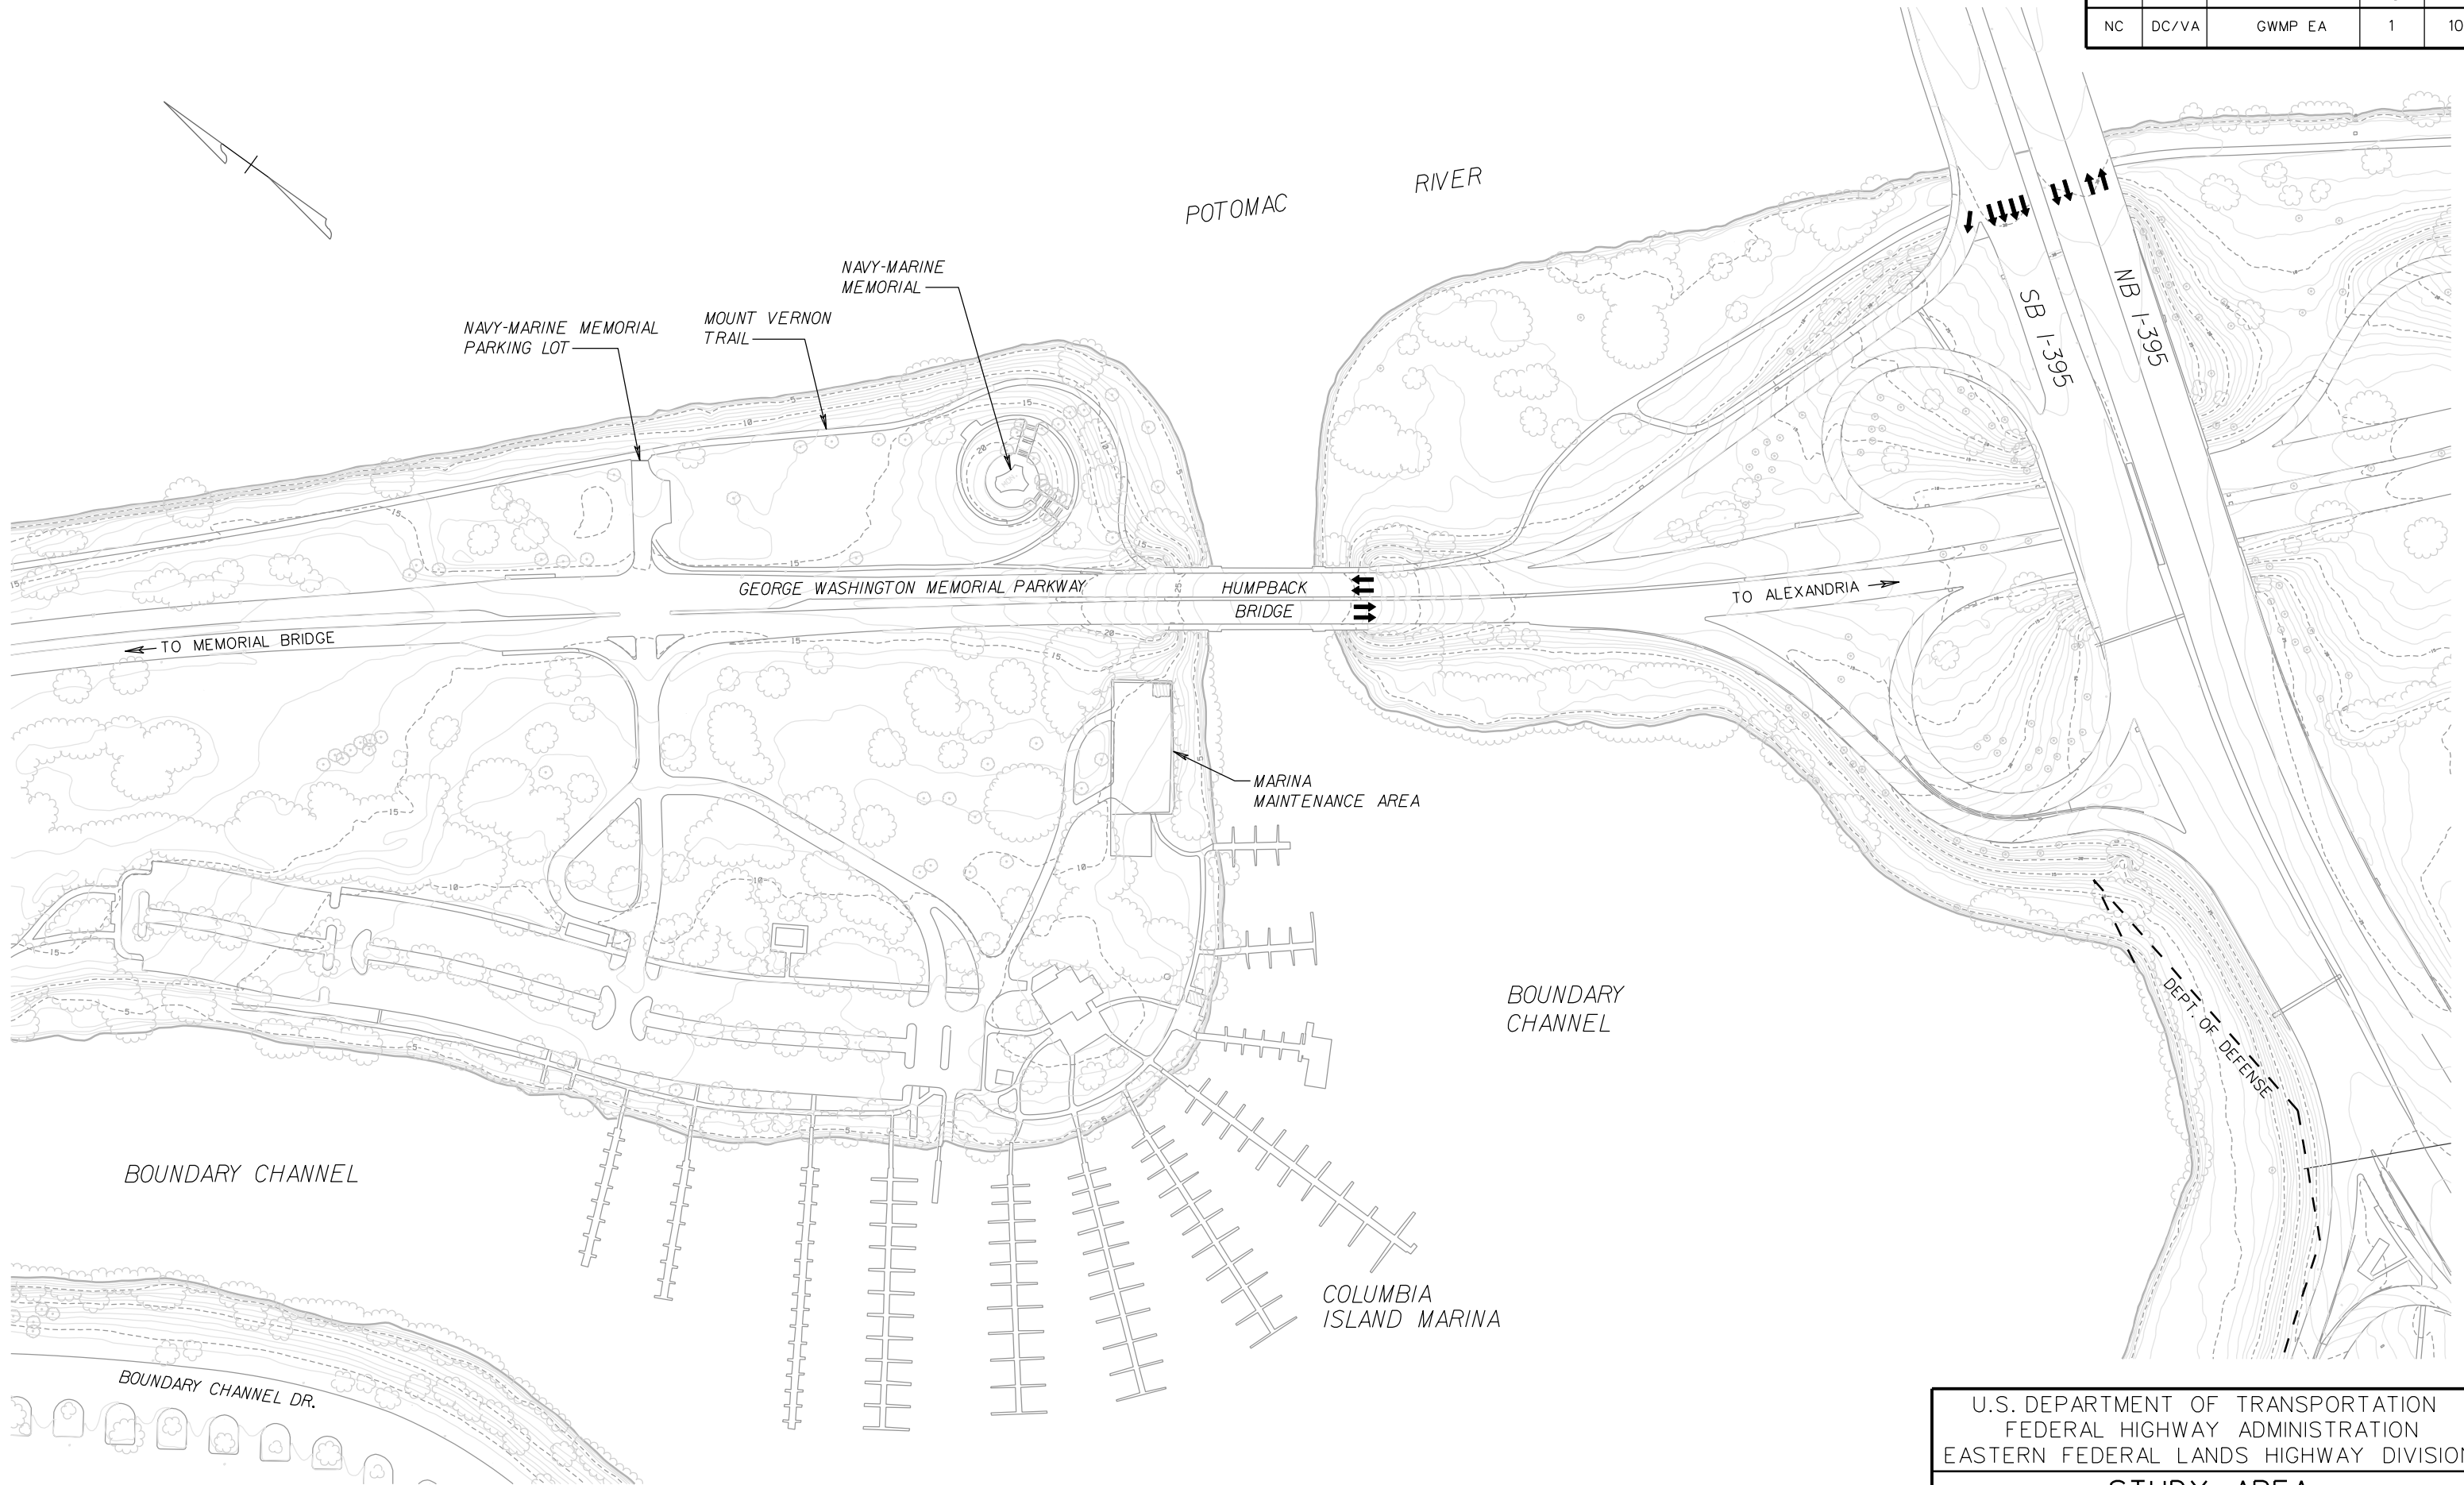 NC DC/VA GWMP EA 1 10
POTOMAC RIVER
NAVY-MARINE
MEMORIAL
MOUNT VERNON
TRAIL
NAVY-MARINE MEMORIAL
PARKING LOT
SB I-395
NB I-395
GEORGE WASHINGTON MEMORIAL PARKWAY
HUMPBACK
BRIDGE
TO ALEXANDRIA
TO MEMORIAL BRIDGE
MARINA
MAINTENANCE AREA
BOUNDARY
CHANNEL
DEPT. OF DEFENSE
BOUNDARY CHANNEL
COLUMBIA
ISLAND MARINA
BOUNDARY CHANNEL DR.
U.S. DEPARTMENT OF TRANSPORTATION
FEDERAL HIGHWAY ADMINISTRATION
EASTERN FEDERAL LANDS HIGHWAY DIVISION
STUDY AREA